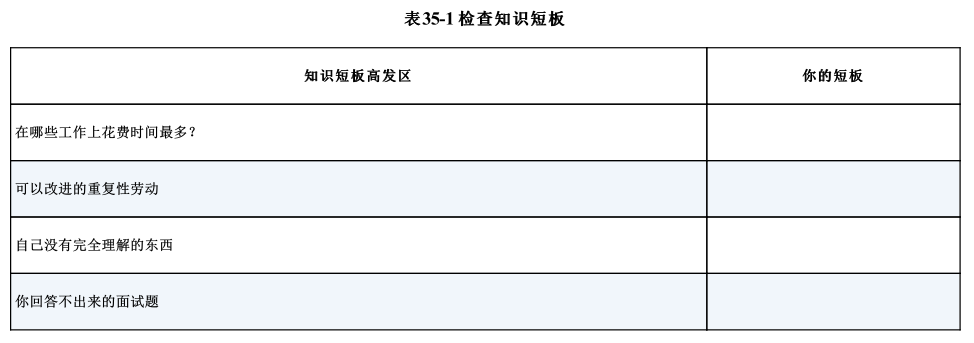 表35-1 检查知识短板
知识短板高发区 你的短板
在哪些工作上花费时间最多？
可以改进的重复性劳动
自己没有完全理解的东西
你回答不出来的面试题